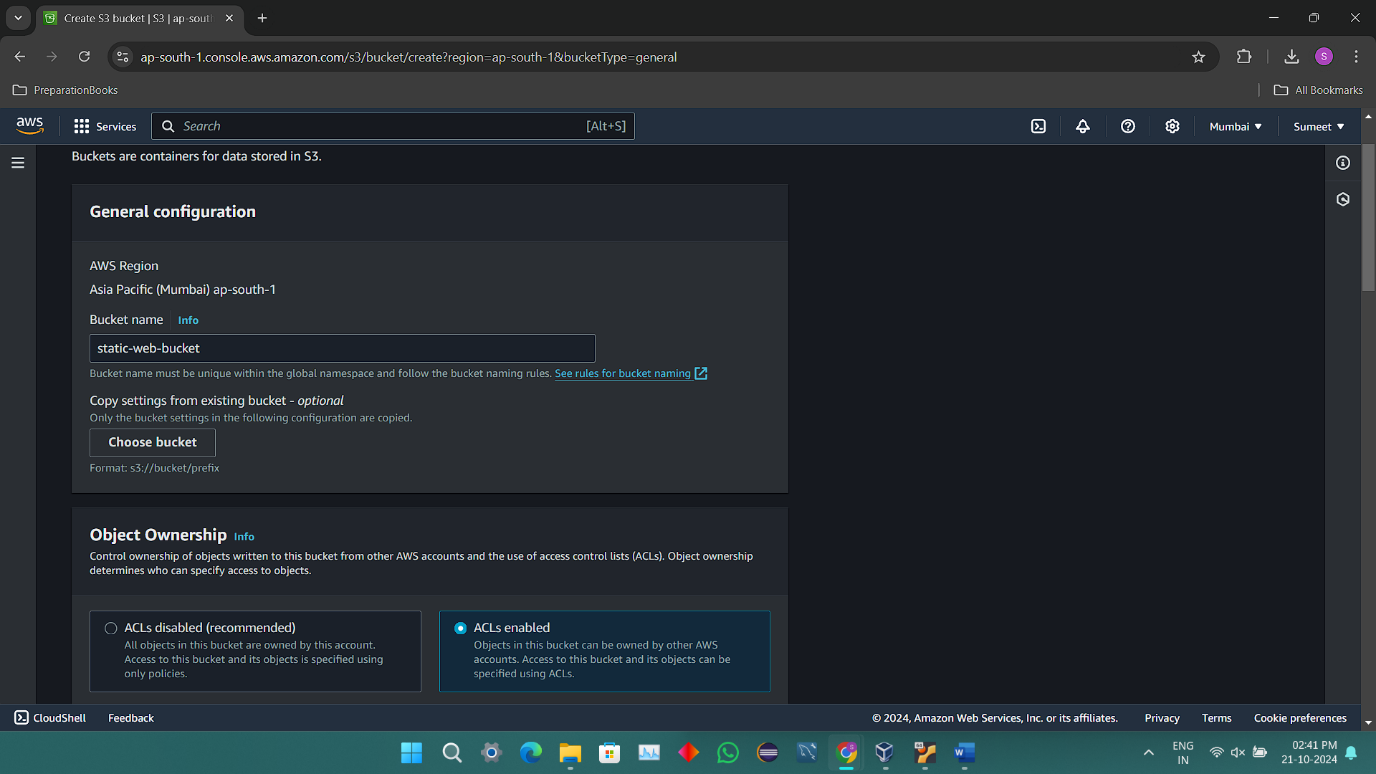 Create S3 bucket | S3 | ap-sout
ap-south-1.console.aws.amazon.com/s3/bucket/create?region=ap-south-1&bucketType=general
S
PreparationBooks
All Bookmarks
aws
Services
Search
[Alt+S]
Mumbai
Sumeet
Buckets are containers for data stored in S3.
General configuration
AWS Region
Asia Pacific (Mumbai) ap-south-1
Bucket name
Info
static-web-bucket
Bucket name must be unique within the global namespace and follow the bucket naming rules. See rules for bucket naming
Copy settings from existing bucket - optional
Only the bucket settings in the following configuration are copied.
Choose bucket
Format: s3://bucket/prefix
Object Ownership Info
Control ownership of objects written to this bucket from other AWS accounts and the use of access control lists (ACLs). Object ownership
determines who can specify access to objects.
ACLs disabled (recommended)
All objects in this bucket are owned by this account.
Access to this bucket and its objects is specified using
only policies.
ACLs enabled
Objects in this bucket can be owned by other AWS
accounts. Access to this bucket and its objects can be
specified using ACLs.
CloudShell
Feedback
© 2024, Amazon Web Services, Inc. or its affiliates.
Privacy
Terms
Cookie preferences
ENG
IN
02:41 PM
21-10-2024